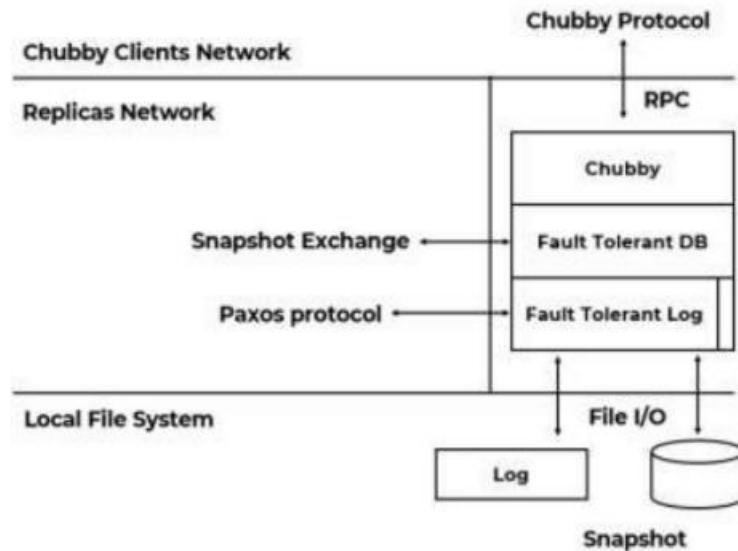 Chubby Protocol
Chubby Clients Network
Replicas Network
RPC
Chubby
Snapshot Exchange
Fault Tolerant DB
Paxos protocol
Fault Tolerant Log
Local File System
File I/O
Log
Snapshot